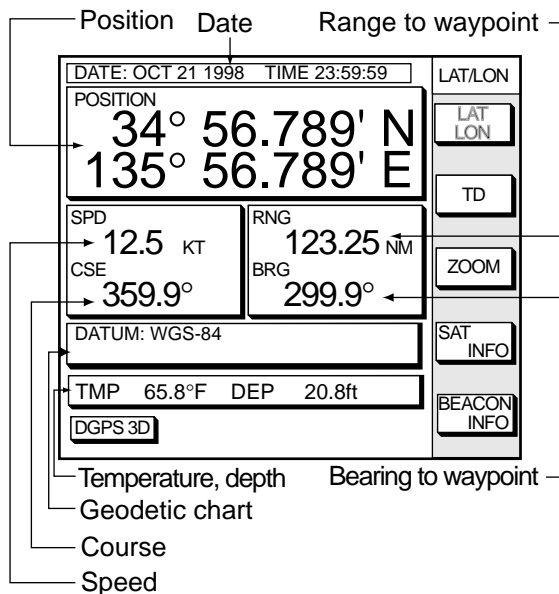 Position Date Range to waypoint
DATE: OCT 21 1998 TIME 23:59:59
LAT/LON
POSITION
34° 56.789' N
135° 56.789' E
LAT
LON
TD
SPD
12.5 KT
CSE
359.9°
RNG
123.25 NM
BRG
299.9°
ZOOM
DATUM: WGS-84
SAT
INFO
TMP 65.8°F DEP 20.8ft
DGPS 3D
BEACON
INFO
Temperature, depth
Bearing to waypoint
Geodetic chart
Course
Speed